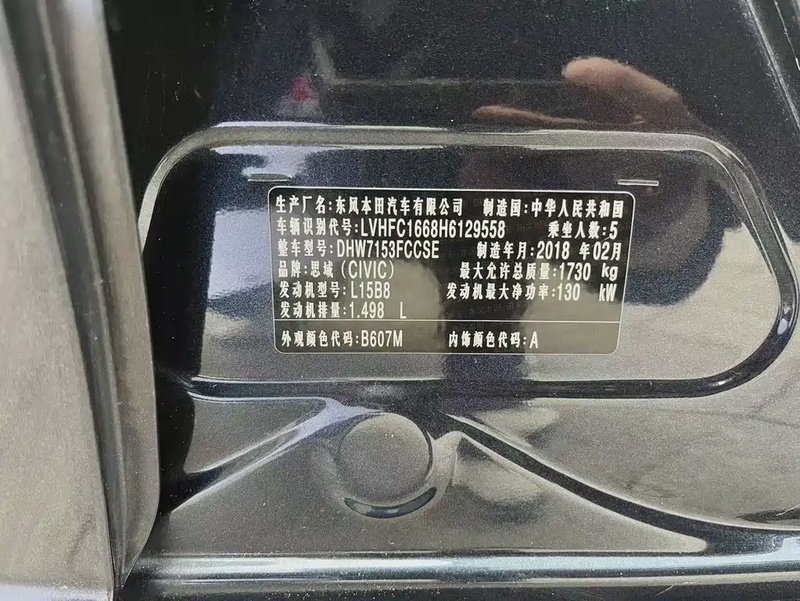 生产厂名:东风本田汽车有限公司 制造国:中华人民共和国
车辆识别代号:LVHFC1668H6129558 乘坐人数:5
整车型号:DHW7153FCCSE 制造年月:2018 年02月
品牌:思域(CIVIC) 最大允许总质量:1730 kg
发动机型号:L15B8 发动机最大净功率:130 kW
发动机排量:1.498 L
外观颜色代码:B607M 内饰颜色代码:A